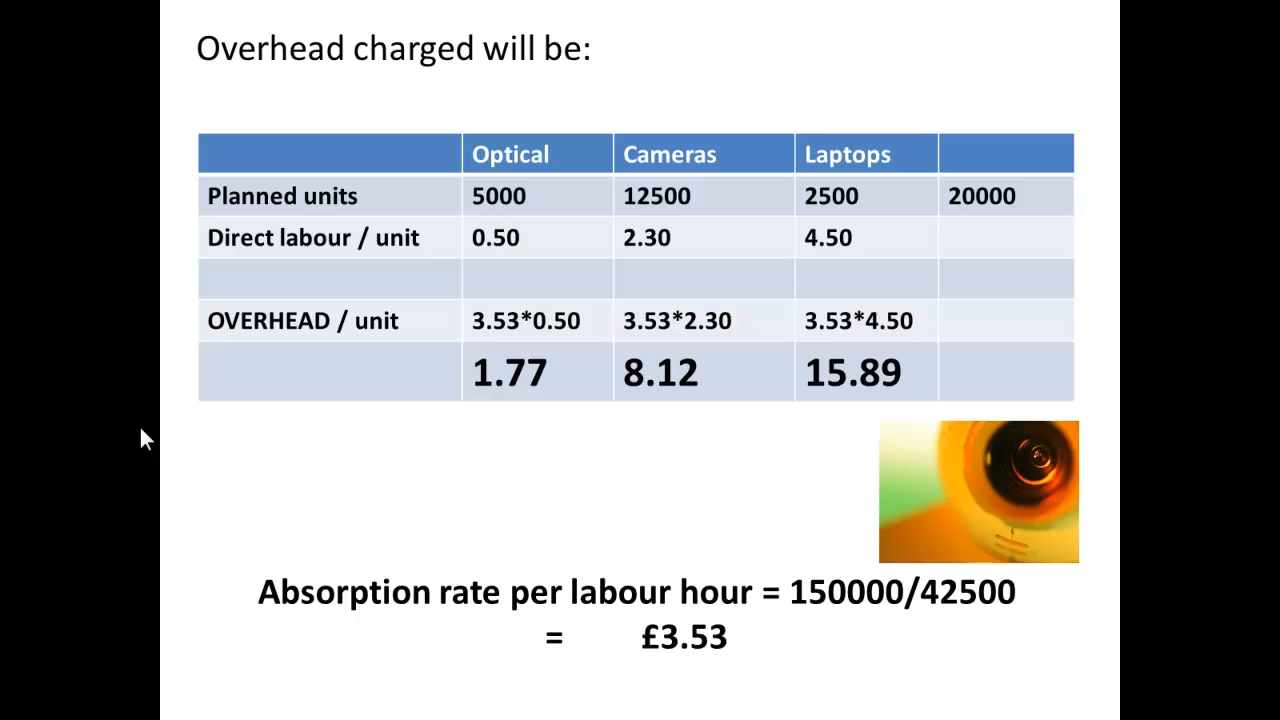 Overhead charged will be:
Optical Cameras Laptops
Planned units 5000 12500 2500 20000
Direct labour / unit 0.50 2.30 4.50
OVERHEAD / unit 3.53*0.50 3.53*2.30 3.53*4.50
1.77 8.12 15.89
Absorption rate per labour hour = 150000/42500
= £3.53